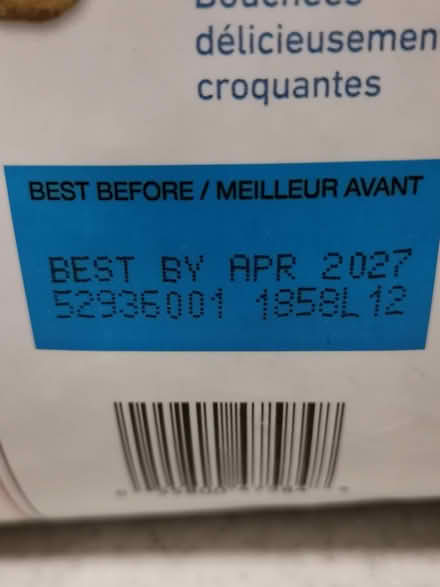 délicieusemen
croquantes
BEST BEFORE / MEILLEUR AVANT
BEST BY APR 2027
52936001 1858L12